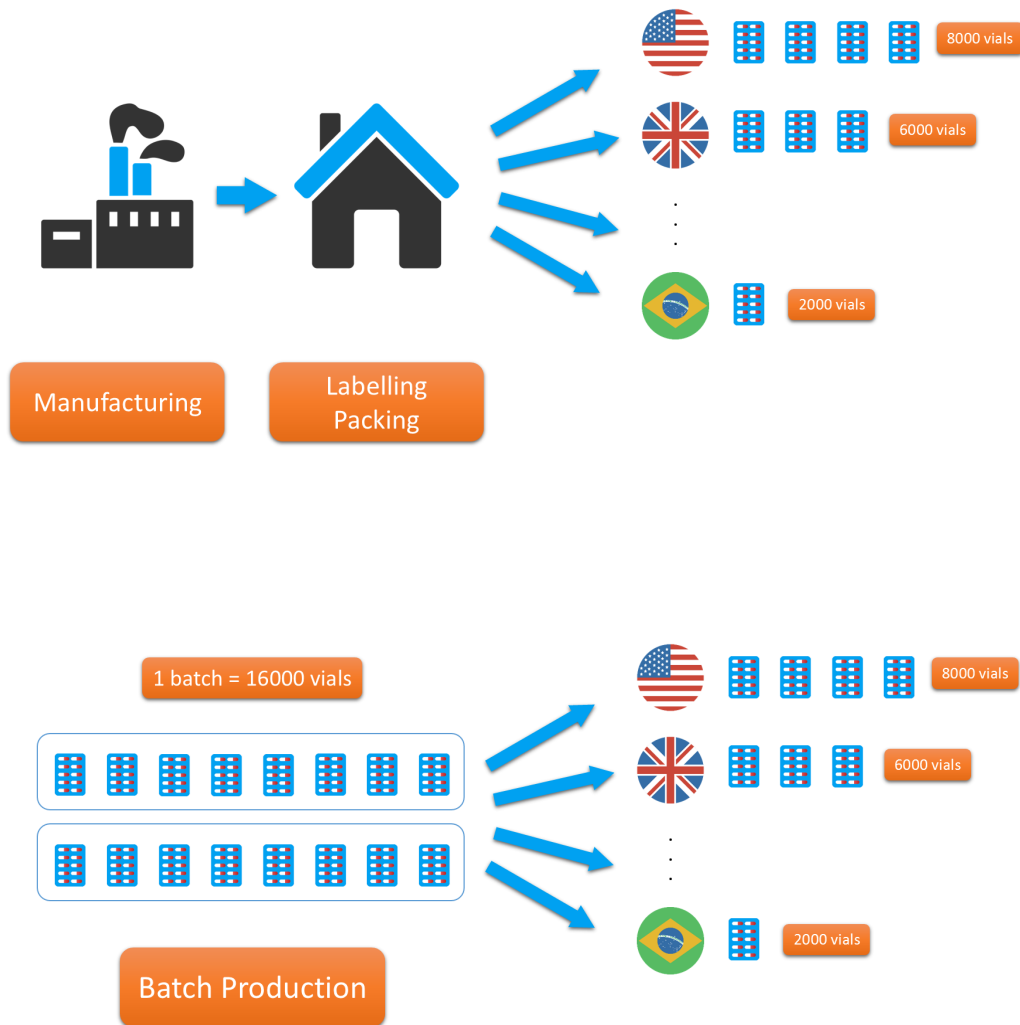 8000 vials
6000 vials
.
.
.
2000 vials
Manufacturing
Labelling
Packing
1 batch = 16000 vials
8000 vials
6000 vials
.
.
.
2000 vials
Batch Production